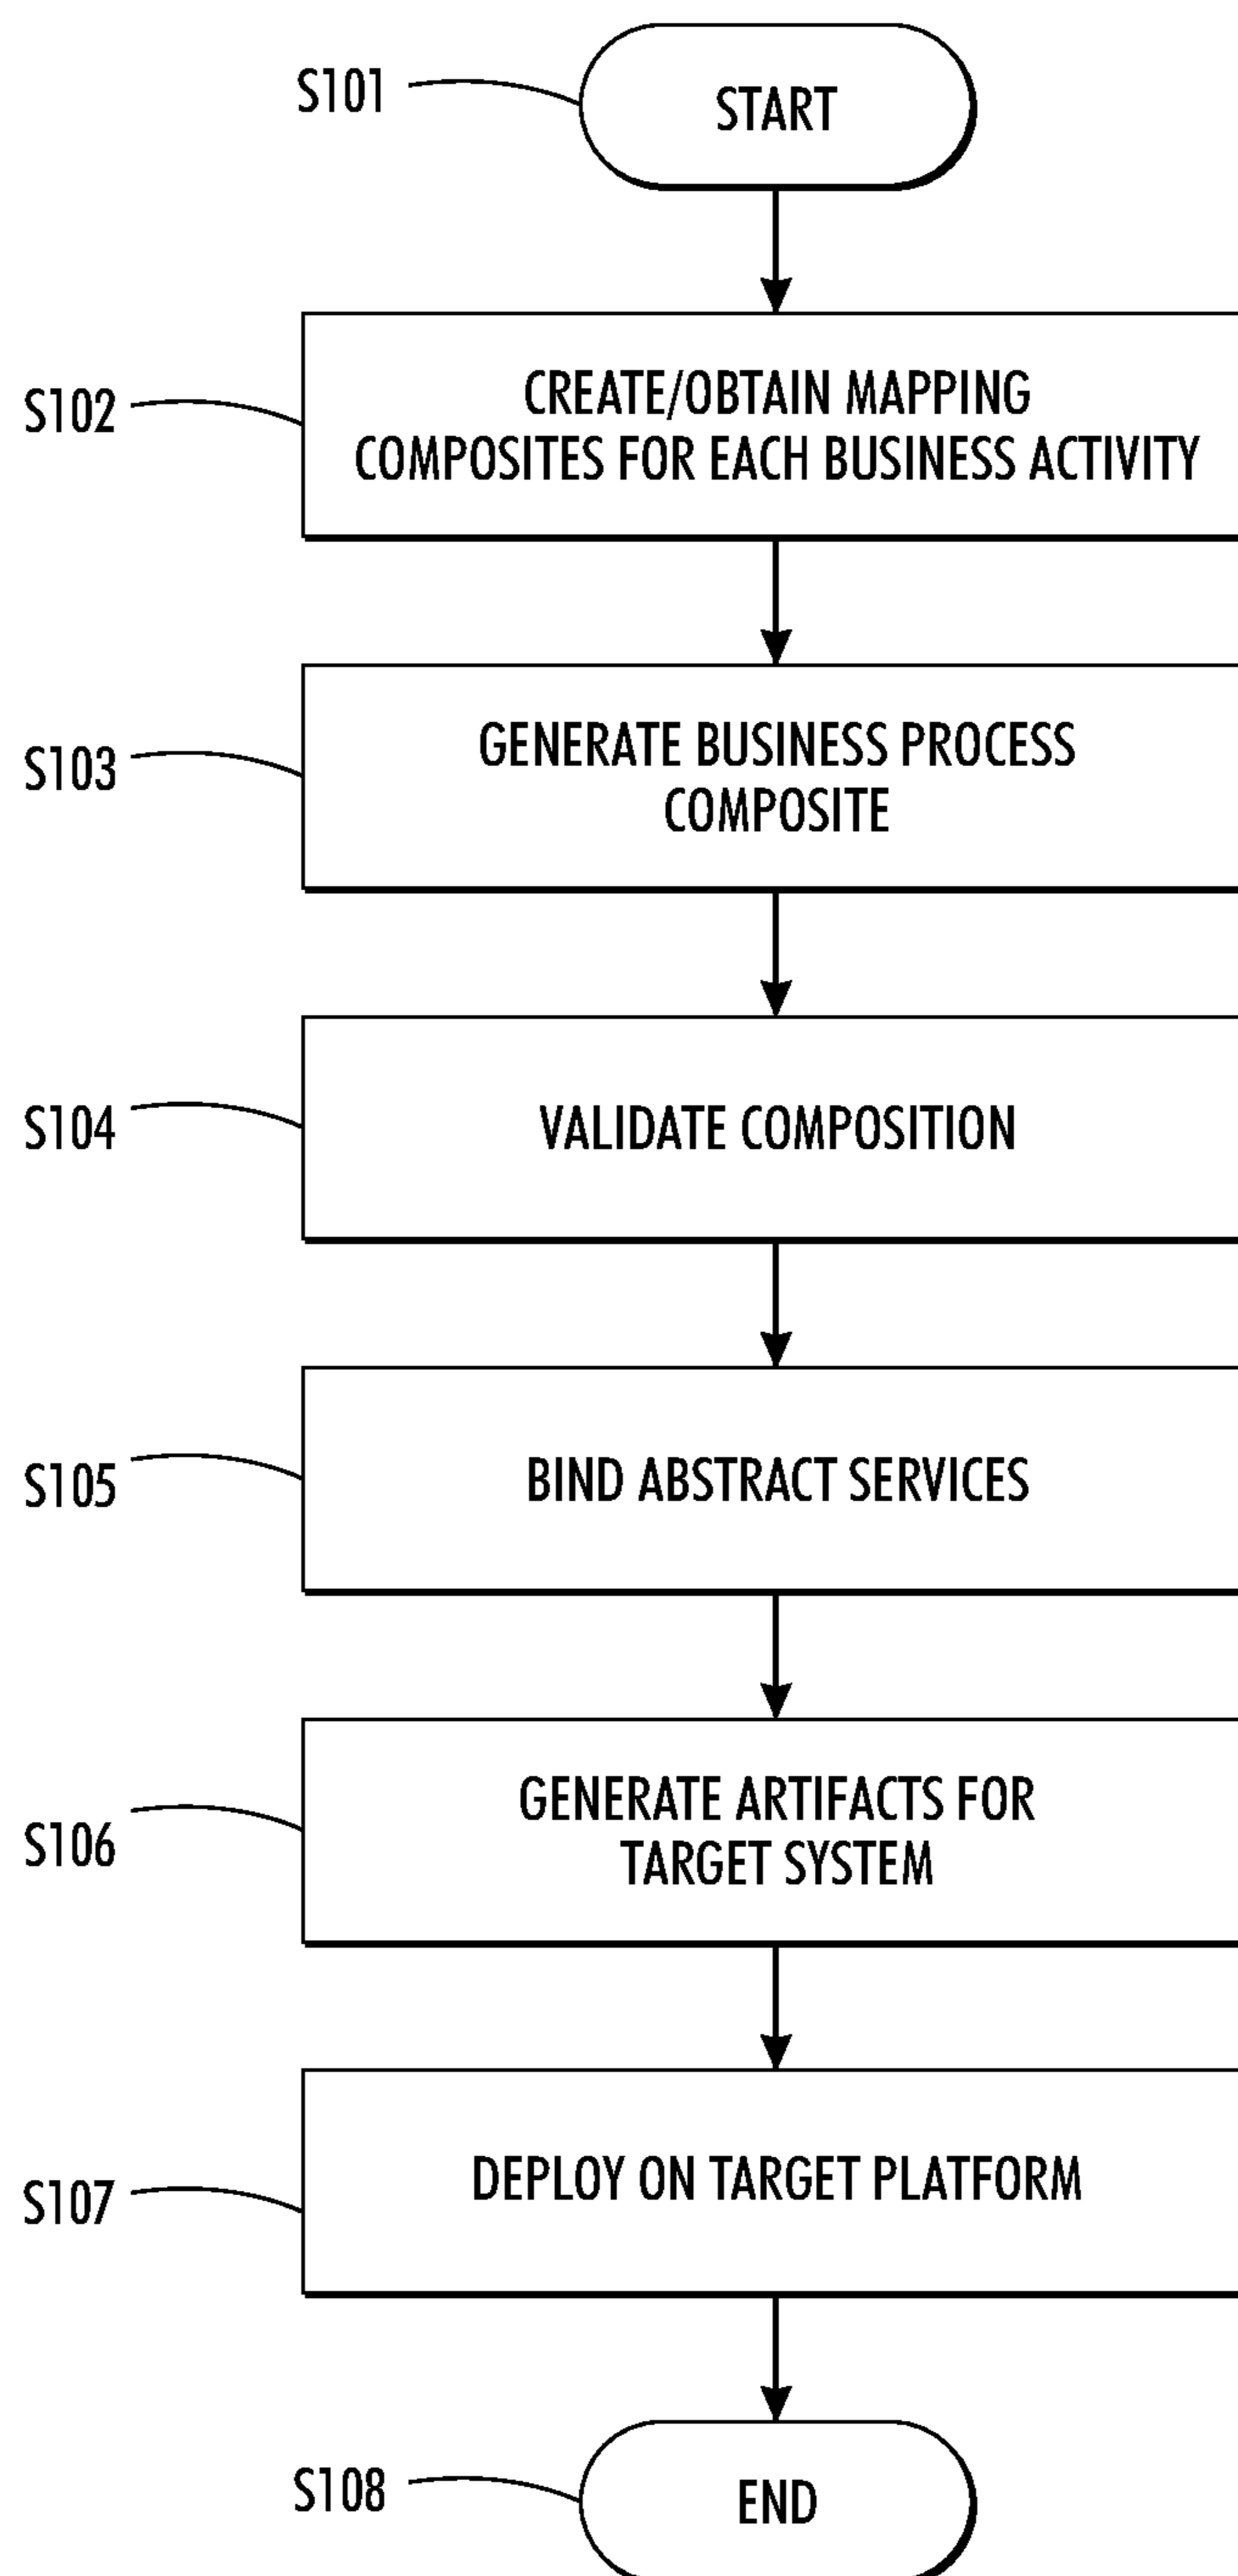 S101
START
S102
CREATE/OBTAIN MAPPING
COMPOSITES FOR EACH BUSINESS ACTIVITY
S103
GENERATE BUSINESS PROCESS
COMPOSITE
S104
VALIDATE COMPOSITION
S105
BIND ABSTRACT SERVICES
S106
GENERATE ARTIFACTS FOR
TARGET SYSTEM
S107
DEPLOY ON TARGET PLATFORM
S108
END